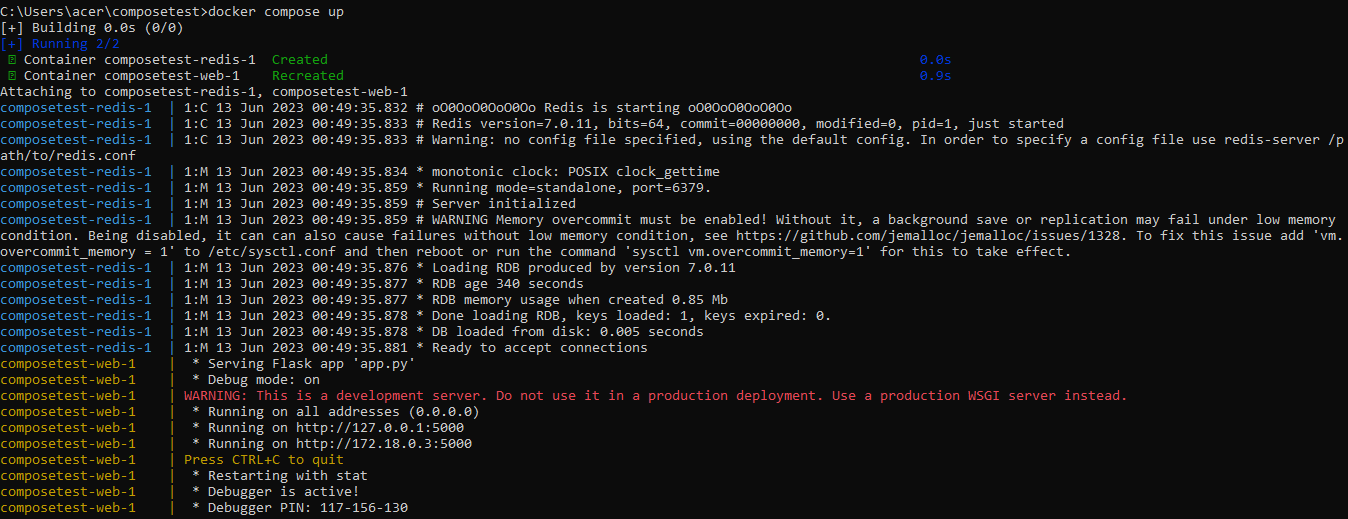 C:\Users\acer\composetest>docker compose up
[+] Building 0.0s (0/0)
[+] Running 2/2
Container composetest-redis-1  Created 0.0s
Container composetest-web-1    Recreated 0.9s
Attaching to composetest-redis-1, composetest-web-1
composetest-redis-1  | 1:C 13 Jun 2023 00:49:35.832 # oO0OoO0OoO0Oo Redis is starting oO0OoO0OoO0Oo
composetest-redis-1  | 1:C 13 Jun 2023 00:49:35.833 # Redis version=7.0.11, bits=64, commit=00000000, modified=0, pid=1, just started
composetest-redis-1  | 1:C 13 Jun 2023 00:49:35.833 # Warning: no config file specified, using the default config. In order to specify a config file use redis-server /p
ath/to/redis.conf
composetest-redis-1  | 1:M 13 Jun 2023 00:49:35.834 * monotonic clock: POSIX clock_gettime
composetest-redis-1  | 1:M 13 Jun 2023 00:49:35.859 * Running mode=standalone, port=6379.
composetest-redis-1  | 1:M 13 Jun 2023 00:49:35.859 # Server initialized
composetest-redis-1  | 1:M 13 Jun 2023 00:49:35.859 # WARNING Memory overcommit must be enabled! Without it, a background save or replication may fail under low memory
condition. Being disabled, it can can also cause failures without low memory condition, see https://github.com/jemalloc/jemalloc/issues/1328. To fix this issue add 'vm.
overcommit_memory = 1' to /etc/sysctl.conf and then reboot or run the command 'sysctl vm.overcommit_memory=1' for this to take effect.
composetest-redis-1  | 1:M 13 Jun 2023 00:49:35.876 * Loading RDB produced by version 7.0.11
composetest-redis-1  | 1:M 13 Jun 2023 00:49:35.877 * RDB age 340 seconds
composetest-redis-1  | 1:M 13 Jun 2023 00:49:35.877 * RDB memory usage when created 0.85 Mb
composetest-redis-1  | 1:M 13 Jun 2023 00:49:35.878 * Done loading RDB, keys loaded: 1, keys expired: 0.
composetest-redis-1  | 1:M 13 Jun 2023 00:49:35.878 * DB loaded from disk: 0.005 seconds
composetest-redis-1  | 1:M 13 Jun 2023 00:49:35.881 * Ready to accept connections
composetest-web-1    |  * Serving Flask app 'app.py'
composetest-web-1    |  * Debug mode: on
composetest-web-1    | WARNING: This is a development server. Do not use it in a production deployment. Use a production WSGI server instead.
composetest-web-1    |  * Running on all addresses (0.0.0.0)
composetest-web-1    |  * Running on http://127.0.0.1:5000
composetest-web-1    |  * Running on http://172.18.0.3:5000
composetest-web-1    | Press CTRL+C to quit
composetest-web-1    |  * Restarting with stat
composetest-web-1    |  * Debugger is active!
composetest-web-1    |  * Debugger PIN: 117-156-130